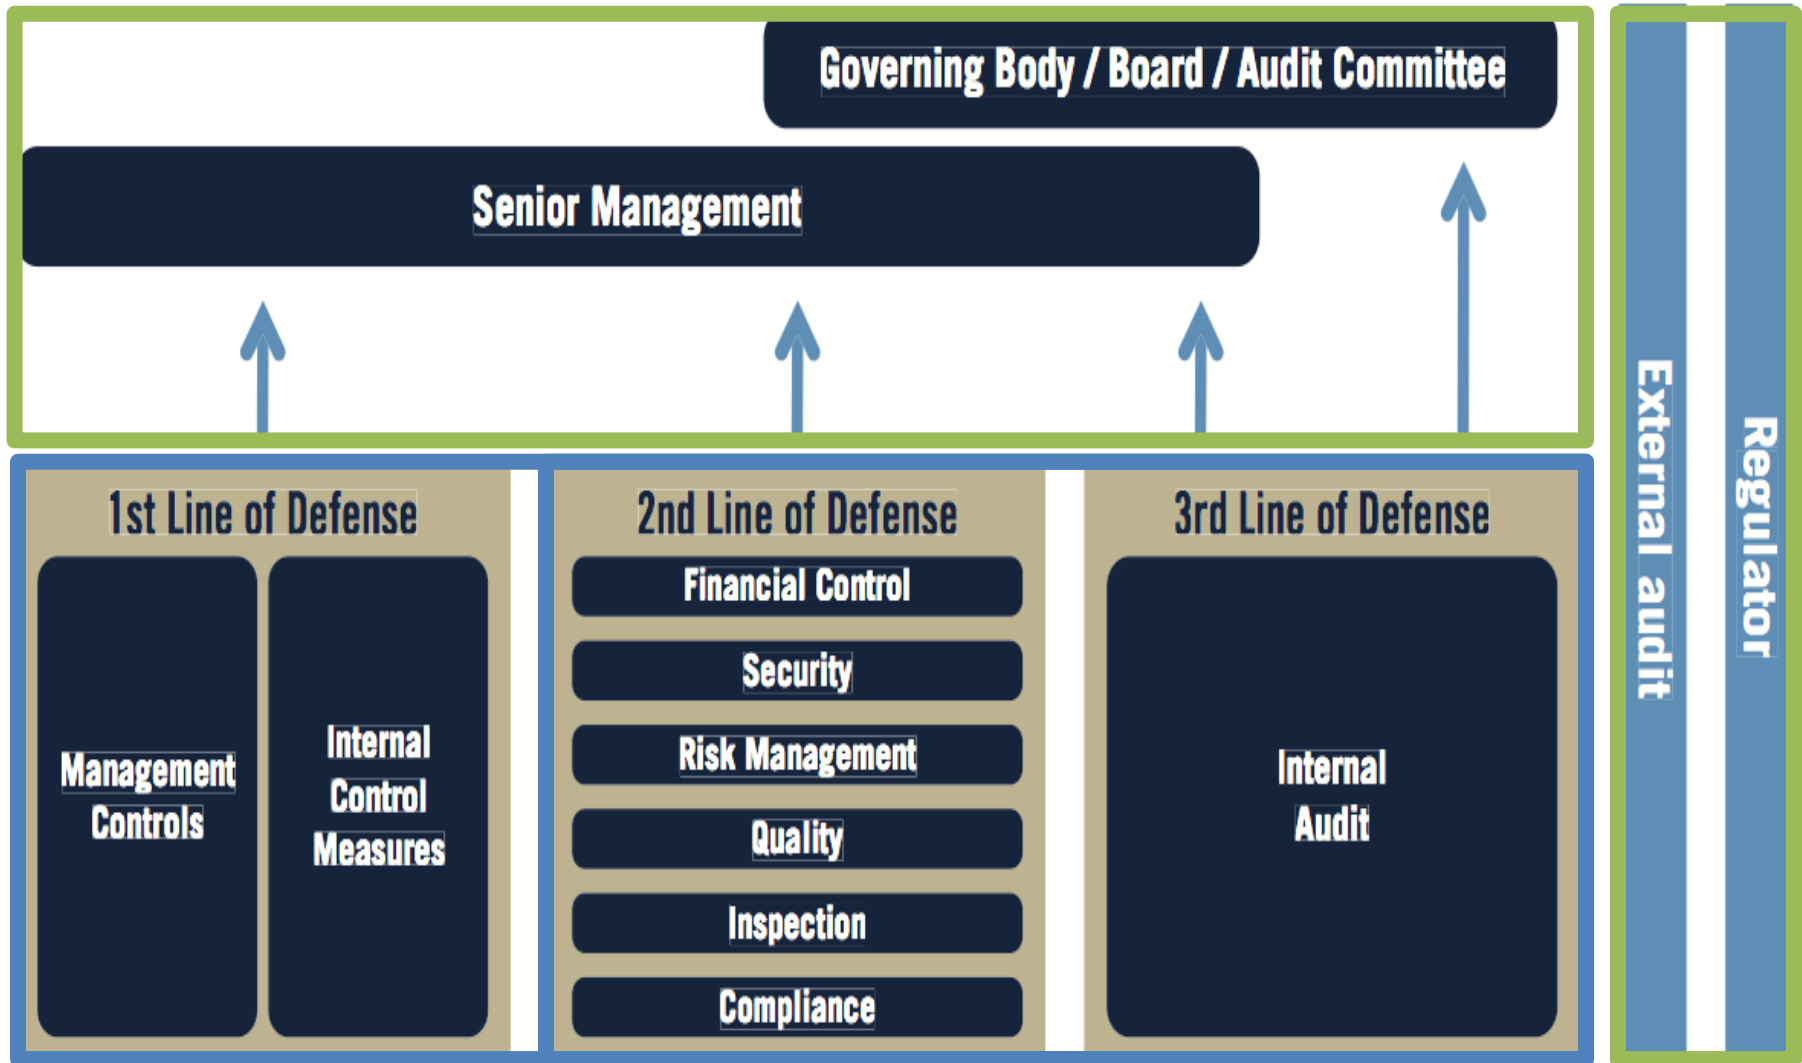 Governing Body / Board / Audit Committee
Senior Management
1st Line of Defense
Management
Controls
Internal
Control
Measures
2nd Line of Defense
Financial Control
Security
Risk Management
Quality
Inspection
Compliance
3rd Line of Defense
Internal
Audit
External audit
Regulator